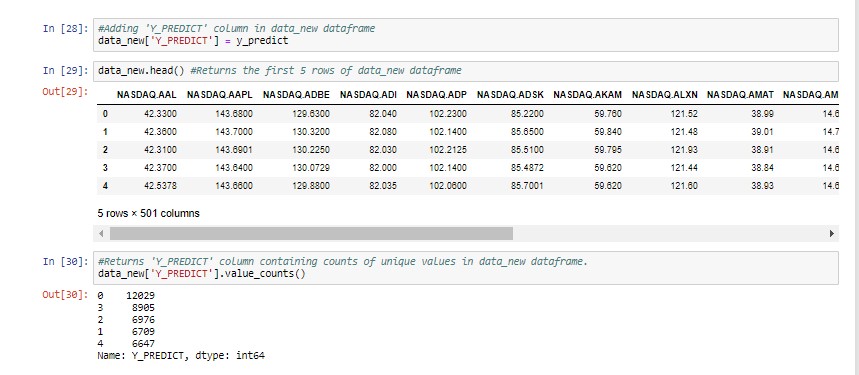 In [28]: #Adding 'Y_PREDICT' column in data_new dataframe
data_new['Y_PREDICT'] = y_predict
In [29]: data_new.head() #Returns the first 5 rows of data_new dataframe
Out[29]: NASDAQ.AAL NASDAQ.AAPL NASDAQ.ADBE NASDAQ.ADI NASDAQ.ADP NASDAQ.ADSK NASDAQ.AKAM NASDAQ.ALXN NASDAQ.AMAT NASDAQ.AM
0 42.3300 143.6800 129.6300 82.040 102.2300 85.2200 59.760 121.52 38.99 14.6
1 42.3600 143.7000 130.3200 82.080 102.1400 85.6500 59.840 121.48 39.01 14.7
2 42.3100 143.6901 130.2250 82.030 102.2125 85.5100 59.795 121.93 38.91 14.6
3 42.3700 143.6400 130.0729 82.000 102.1400 85.4872 59.620 121.44 38.84 14.6
4 42.5378 143.6600 129.8800 82.035 102.0600 85.7001 59.620 121.60 38.93 14.6
5 rows × 501 columns
In [30]: #Returns 'Y_PREDICT' column containing counts of unique values in data_new dataframe.
data_new['Y_PREDICT'].value_counts()
Out[30]: 0 12029
3 8905
2 6976
1 6709
4 6647
Name: Y_PREDICT, dtype: int64